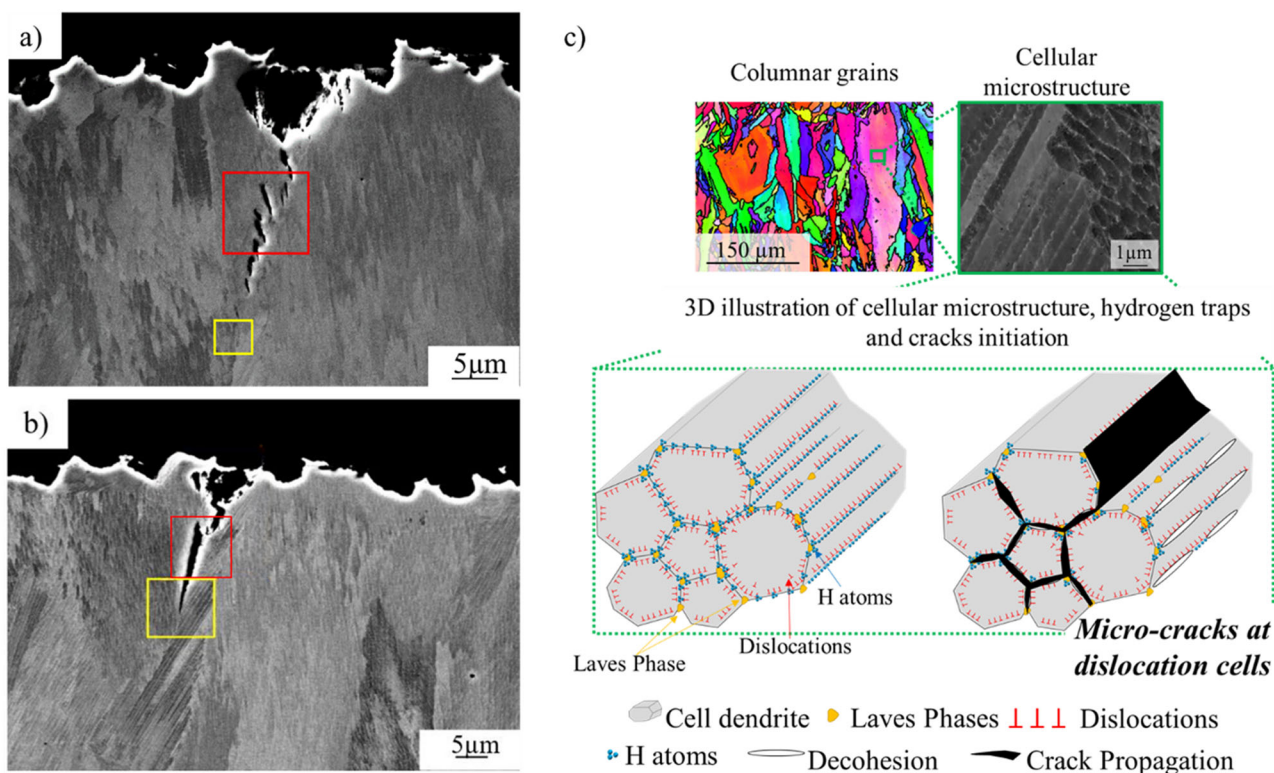 a)
5µm
b)
5µm
c)
Columnar grains
Cellular
microstructure
150 µm
1µm
3D illustration of cellular microstructure, hydrogen traps
and cracks initiation
H atoms
Dislocations
Laves Phase
Micro-cracks at
dislocation cells
Cell dendrite
Laves Phases
Dislocations
H atoms
Decohesion
Crack Propagation